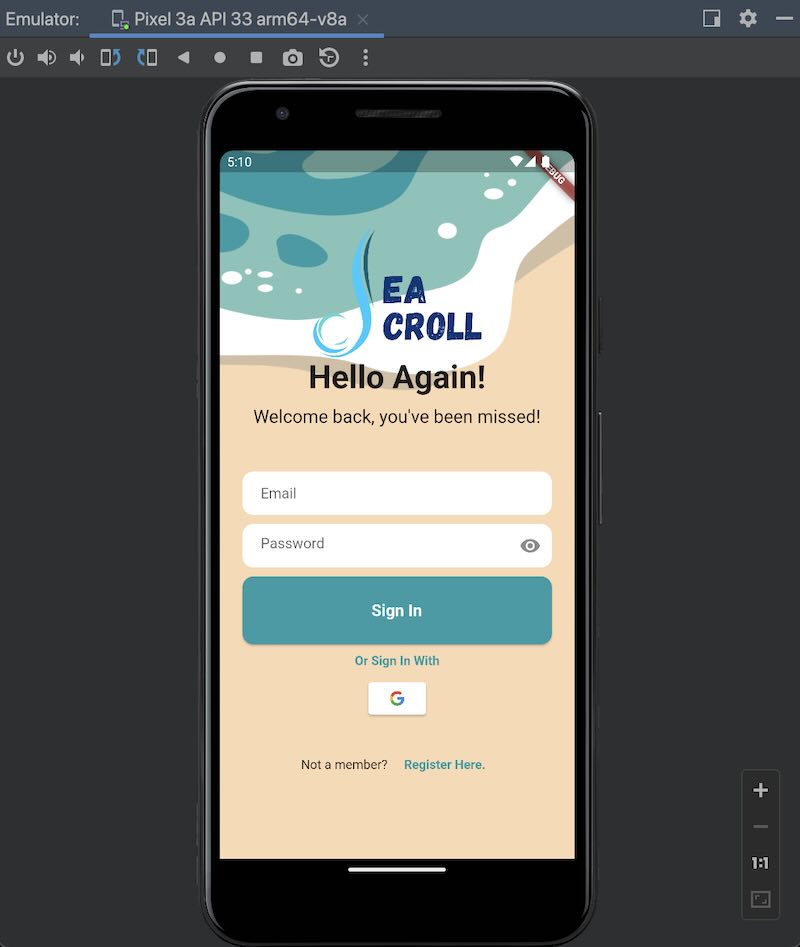 Emulator: Pixel 3a API 33 arm64-v8a
5:10
DEBUG
EA
CROLL
Hello Again!
Welcome back, you've been missed!
Email
Password
Sign In
Or Sign In With
G
Not a member? Register Here.
1:1